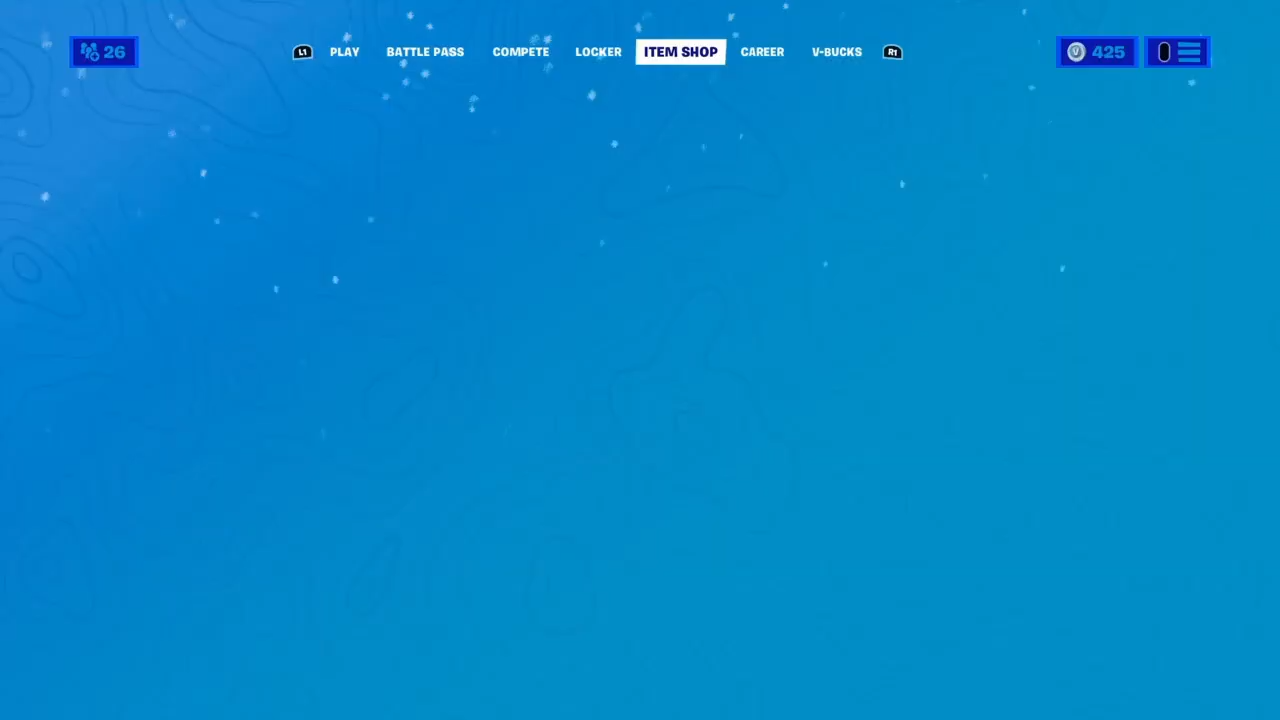 26
L1 PLAY BATTLE PASS COMPETE LOCKER ITEM SHOP CAREER V-BUCKS R1
V 425